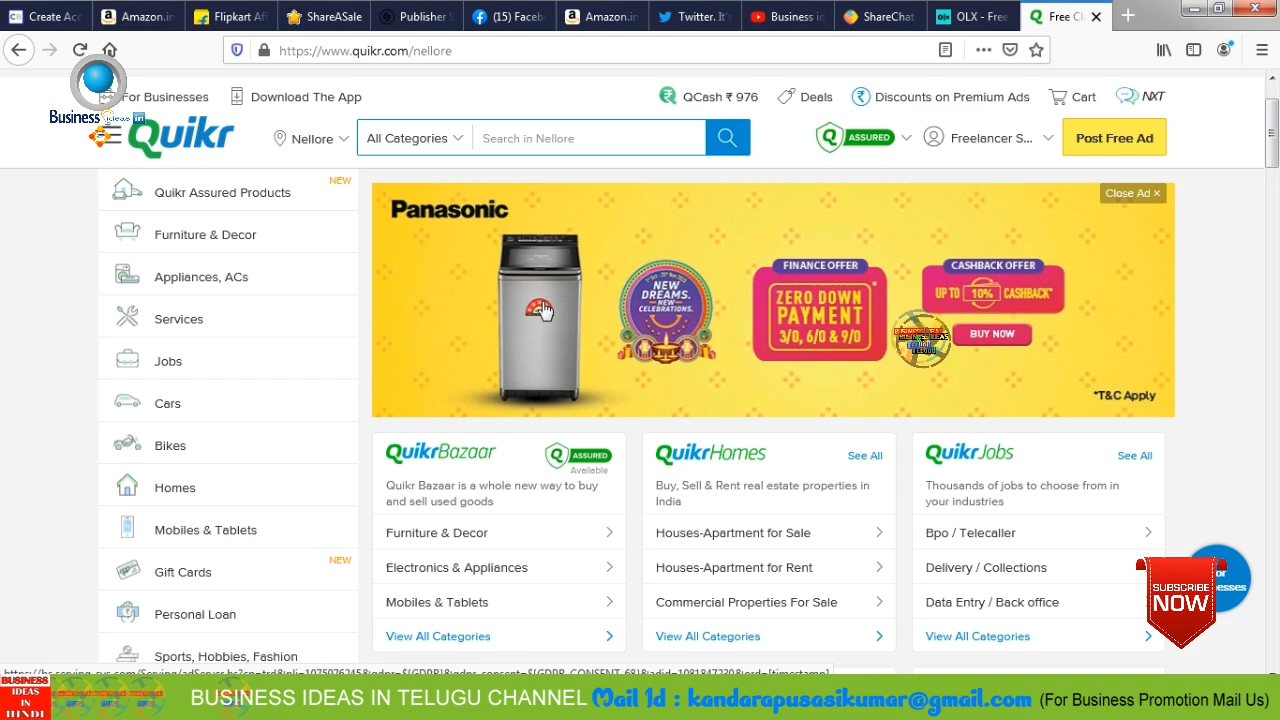 Create Acc
Amazon.in
Flipkart Aff
ShareASale
Publisher S
(15) Faceb
Amazon.in
Twitter. It's
Business id
ShareChat
OLX - Free
Free Cl
https://www.quikr.com/nellore
For Businesses
Download The App
QCash ₹ 976
Deals
Discounts on Premium Ads
Cart
NXT
Business ideas in
Quikr
Nellore
All Categories
Search in Nellore
ASSURED
Freelancer S...
Post Free Ad
Quikr Assured Products
NEW
Furniture & Decor
Appliances, ACs
Services
Jobs
Cars
Bikes
Homes
Mobiles & Tablets
Gift Cards
NEW
Personal Loan
Sports, Hobbies, Fashion
Close Ad ×
Panasonic
NEW
DREAMS.
NEW
CELEBRATIONS.
FINANCE OFFER
ZERO DOWN
PAYMENT*
3/0, 6/0 & 9/0
CASHBACK OFFER
UP TO 10% CASHBACK*
BUY NOW
*T&C Apply
QuikrBazaar
ASSURED
Available
Quikr Bazaar is a whole new way to buy
and sell used goods
Furniture & Decor
Electronics & Appliances
Mobiles & Tablets
View All Categories
QuikrHomes
See All
Buy, Sell & Rent real estate properties in
India
Houses-Apartment for Sale
Houses-Apartment for Rent
Commercial Properties For Sale
View All Categories
QuikrJobs
See All
Thousands of jobs to choose from in
your industries
Bpo / Telecaller
Delivery / Collections
Data Entry / Back office
View All Categories
SUBSCRIBE
NOW
BUSINESS
IDEAS
IN
HINDI
BUSINESS IDEAS IN TELUGU CHANNEL
Mail Id : kandarapusasikumar@gmail.com
(For Business Promotion Mail Us)